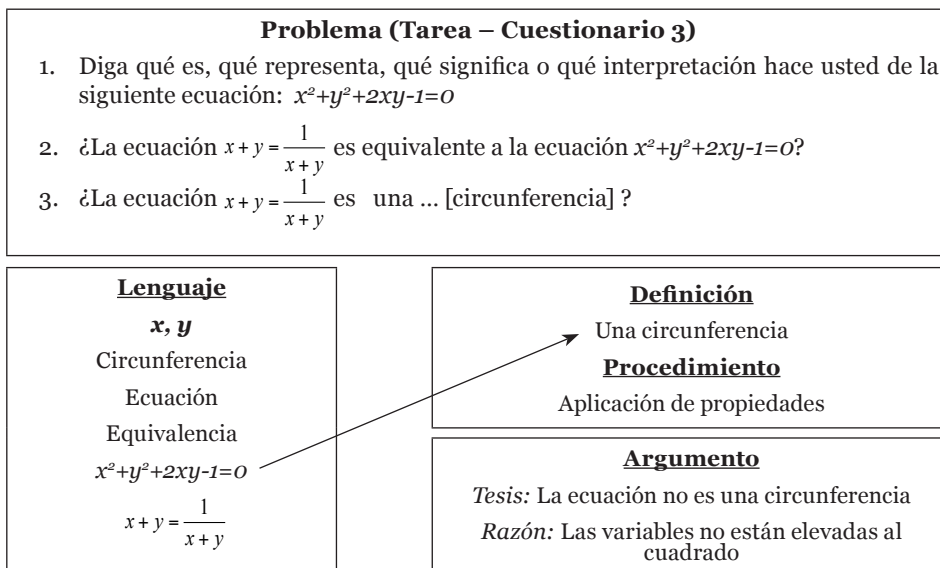 Problema (Tarea – Cuestionario 3)
1. Diga qué es, qué representa, qué significa o qué interpretación hace usted de la
siguiente ecuación: x²+y²+2xy-1=0
2. ¿La ecuación x + y = 1/(x + y) es equivalente a la ecuación x²+y²+2xy-1=0?
3. ¿La ecuación x + y = 1/(x + y) es una ... [circunferencia] ?
Lenguaje
x, y
Circunferencia
Ecuación
Equivalencia
x²+y²+2xy-1=0
x + y = 1/(x + y)
Definición
Una circunferencia
Procedimiento
Aplicación de propiedades
Argumento
Tesis: La ecuación no es una circunferencia
Razón: Las variables no están elevadas al
cuadrado